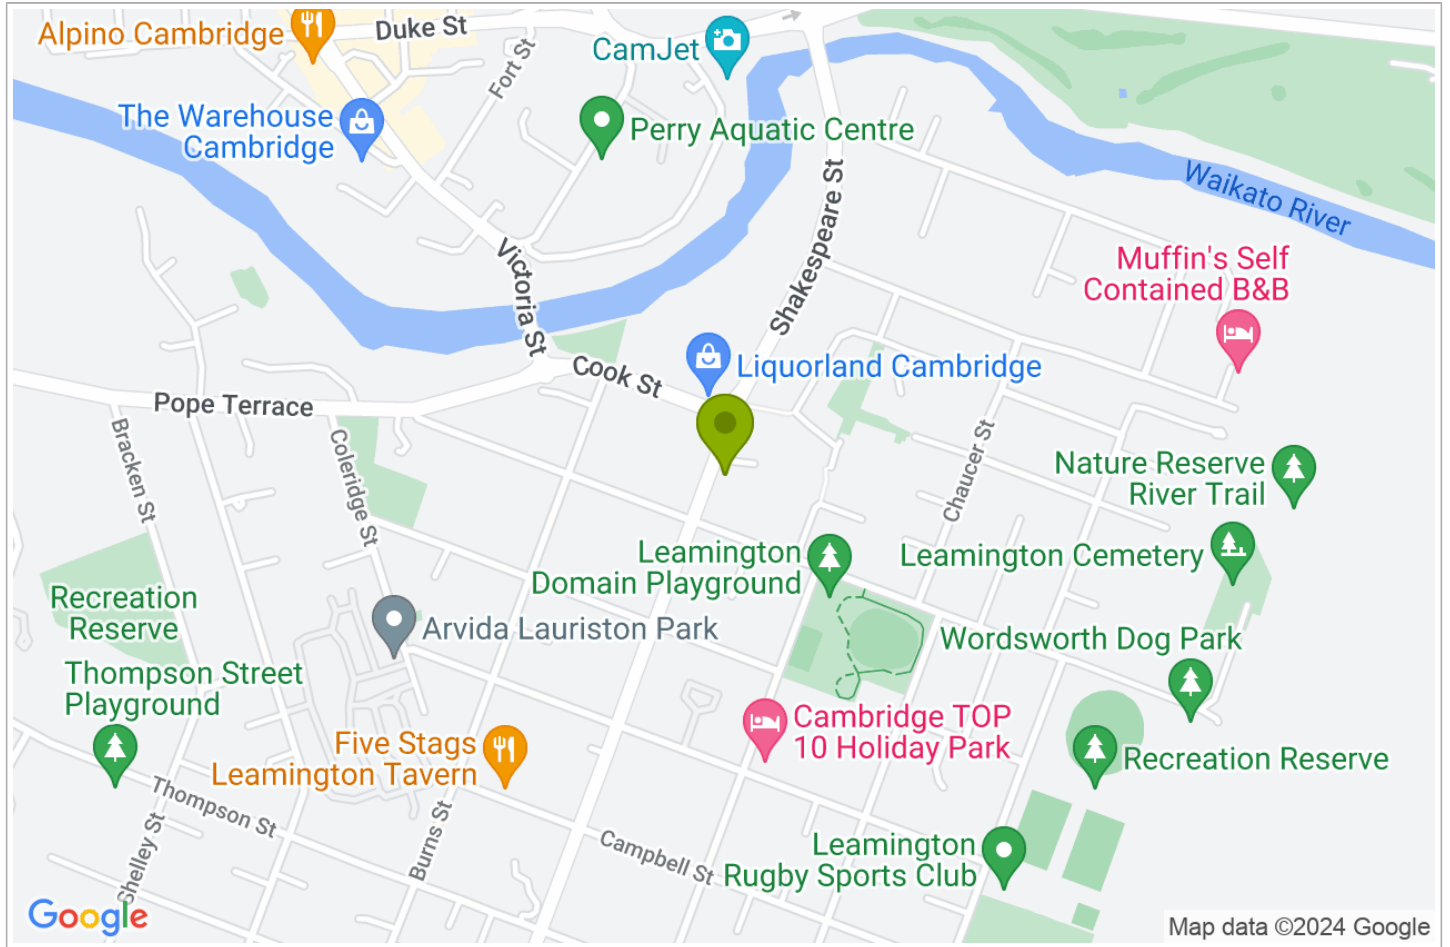 Alpino Cambridge
Duke St
CamJet
Fort St
The Warehouse
Cambridge
Perry Aquatic Centre
Waikato River
Shakespeare St
Victoria St
Muffin's Self
Contained B&B
Cook St
Liquorland Cambridge
Pope Terrace
Bracken St
Coleridge St
Chaucer St
Nature Reserve
River Trail
Leamington
Domain Playground
Leamington Cemetery
Recreation
Reserve
Arvida Lauriston Park
Wordsworth Dog Park
Thompson Street
Playground
Cambridge TOP
10 Holiday Park
Five Stags
Leamington Tavern
Recreation Reserve
Thompson St
Shelley St
Burns St
Campbell St
Leamington
Rugby Sports Club
Google
Map data ©2024 Google